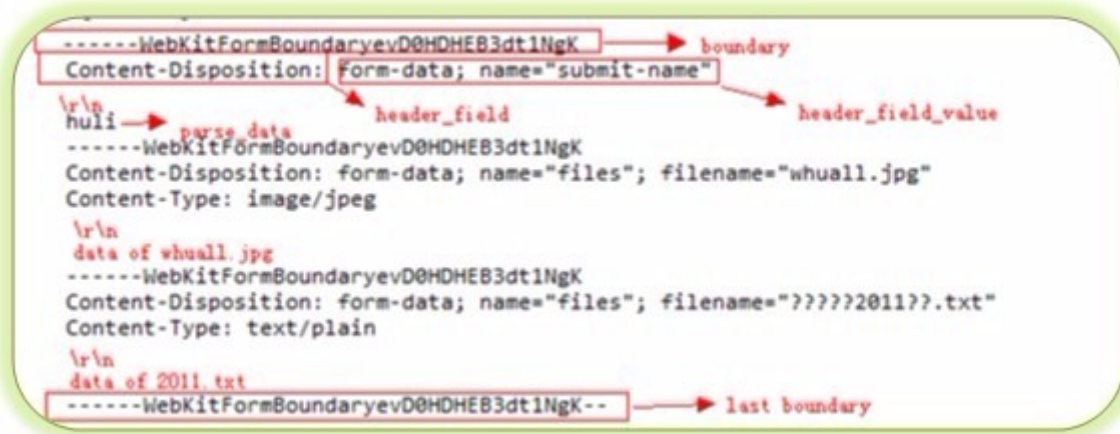 ------WebKitFormBoundaryevD0HDHEB3dt1NgK boundary
Content-Disposition: form-data; name="submit-name"
\r\n header_field header_field_value
huli parse_data
------WebKitFormBoundaryevD0HDHEB3dt1NgK
Content-Disposition: form-data; name="files"; filename="whuall.jpg"
Content-Type: image/jpeg
\r\n
data of whuall.jpg
------WebKitFormBoundaryevD0HDHEB3dt1NgK
Content-Disposition: form-data; name="files"; filename="?????2011??.txt"
Content-Type: text/plain
\r\n
data of 2011.txt
------WebKitFormBoundaryevD0HDHEB3dt1NgK-- last boundary